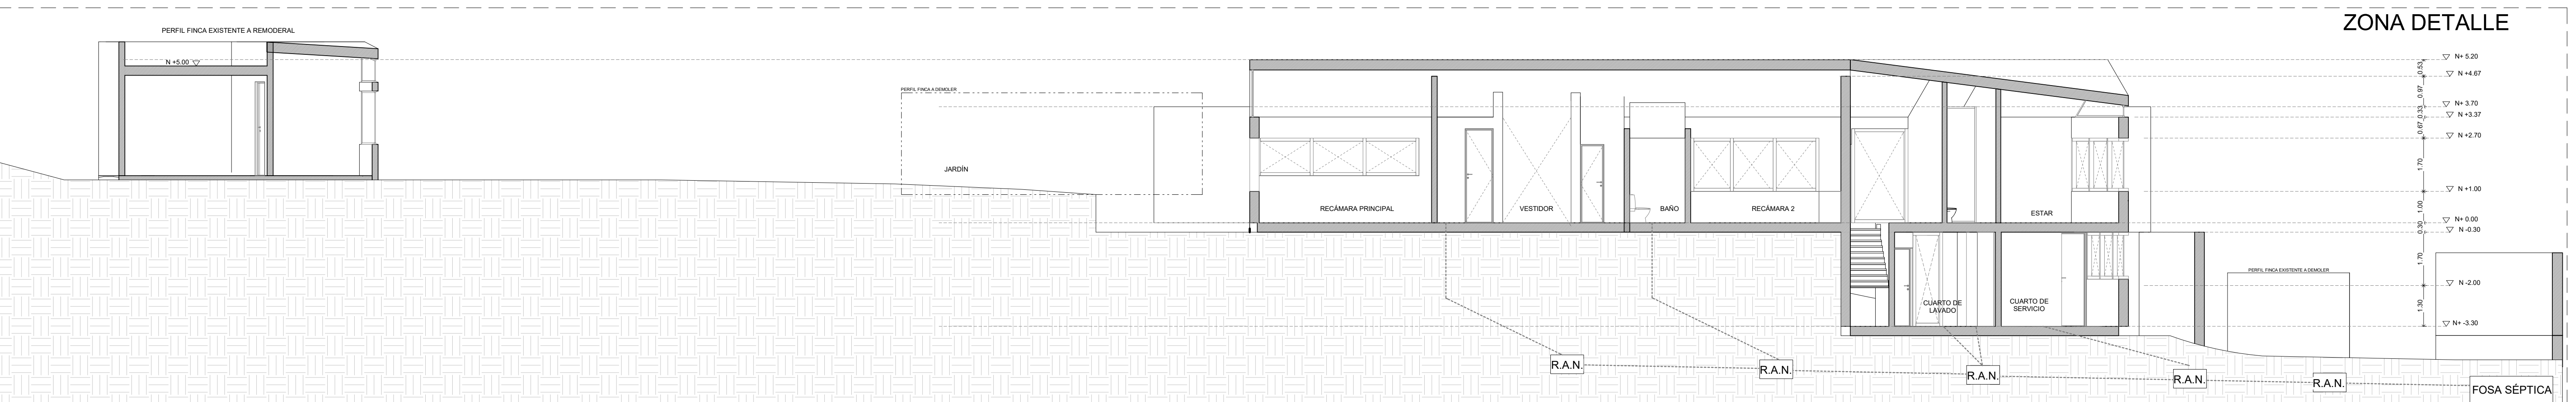 ZONA DETALLE
PERFIL FINCA EXISTENTE A REMODERAL
N +5.00
PERFIL FINCA A DEMOLER
JARDÍN
RECÁMARA PRINCIPAL
VESTIDOR
BAÑO
RECÁMARA 2
ESTAR
CUARTO DE
LAVADO
CUARTO DE
SERVICIO
PERFIL FINCA EXISTENTE A DEMOLER
N+ 5.20
N +4.67
N+ 3.70
N +3.37
N +2.70
N +1.00
N+ 0.00
N -0.30
N -2.00
N+ -3.30
0.53
0.97
0.33
0.67
1.70
1.00
0.30
1.70
1.30
R.A.N.
R.A.N.
R.A.N.
R.A.N.
R.A.N.
FOSA SÉPTICA